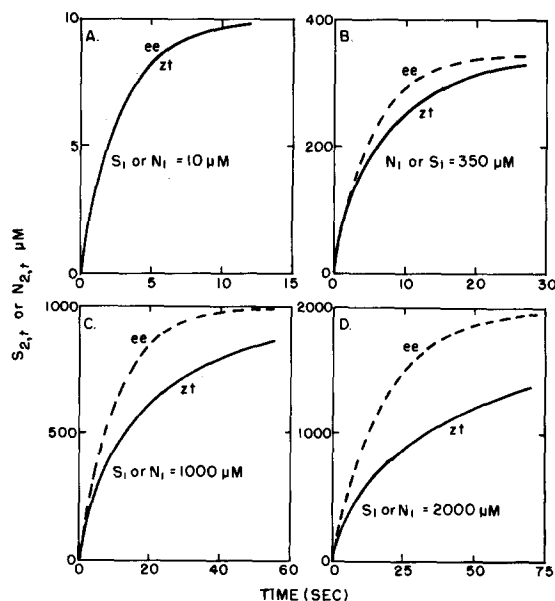 A.
ee
zt
S₁ or N₁ = 10 μM
10
5
0
0 5 10 15
B.
ee
zt
N₁ or S₁ = 350 μM
400
200
0
0 10 20 30
S₂,t or N₂,t μM
C.
ee
zt
S₁ or N₁ = 1000 μM
1000
500
0
0 20 40 60
D.
ee
zt
S₁ or N₁ = 2000 μM
2000
1000
0
0 25 50 75
TIME (SEC)